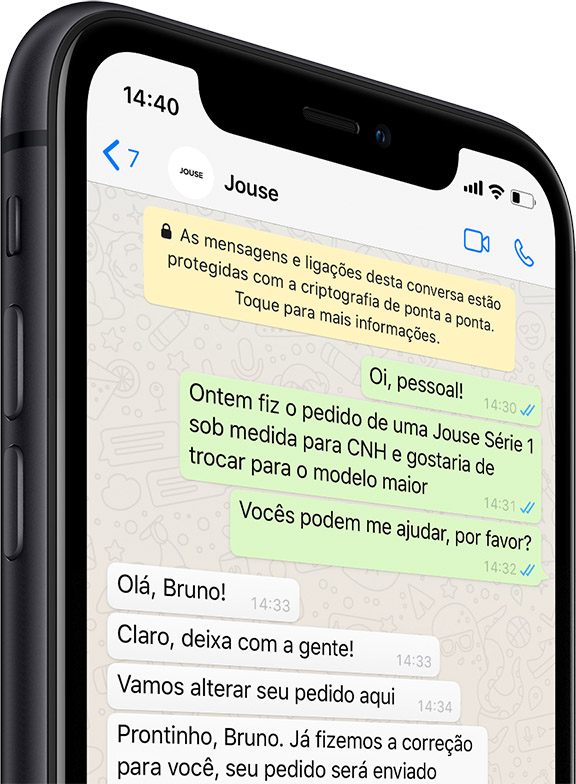 14:40
7
JOUSE
Jouse
As mensagens e ligações desta conversa estão
protegidas com a criptografia de ponta a ponta.
Toque para mais informações.
Oi, pessoal!
14:30
Ontem fiz o pedido de uma Jouse Série 1
sob medida para CNH e gostaria de
trocar para o modelo maior
14:31
Vocês podem me ajudar, por favor?
14:32
Olá, Bruno!
14:33
Claro, deixa com a gente!
14:33
Vamos alterar seu pedido aqui
14:34
Prontinho, Bruno. Já fizemos a correção
para você, seu pedido será enviado